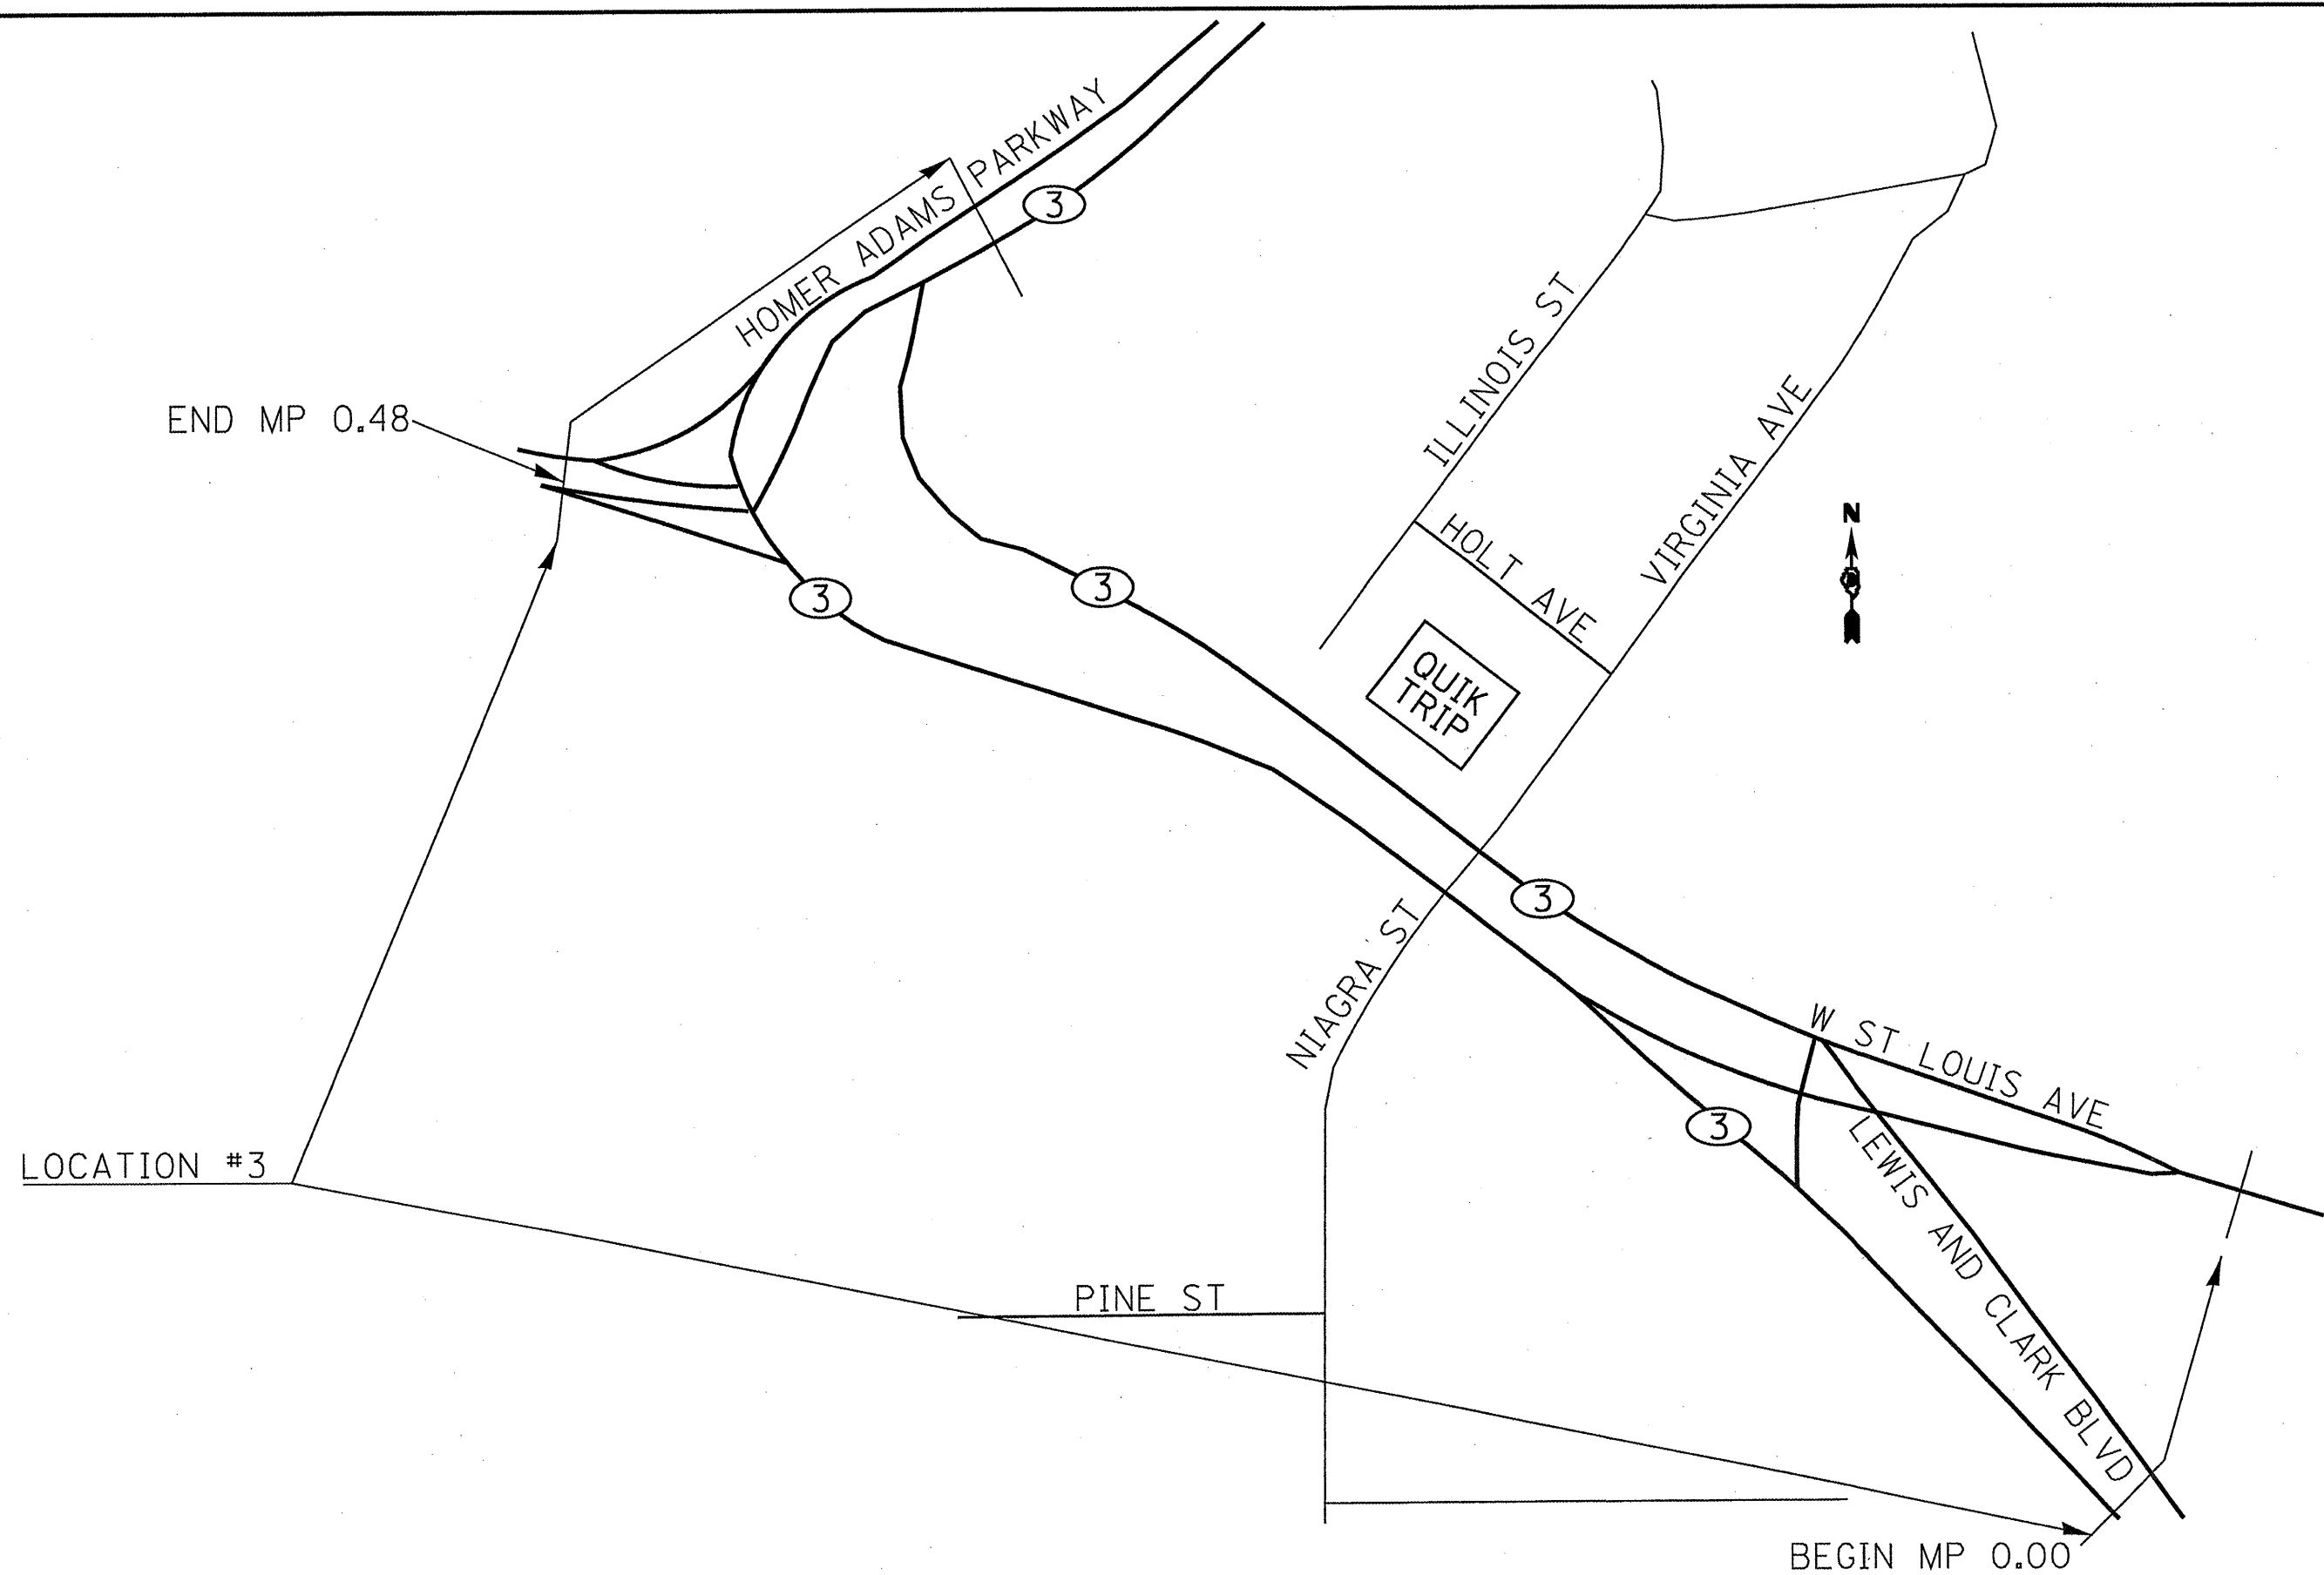 HOMER ADAMS PARKWAY
3
END MP 0.48
ILLINOIS ST
VIRGINIA AVE
HOLT AVE
N
3
3
QUIK
TRIP
3
NIAGRA ST
W ST LOUIS AVE
3
LEWIS AND CLARK BLVD
LOCATION #3
PINE ST
BEGIN MP 0.00